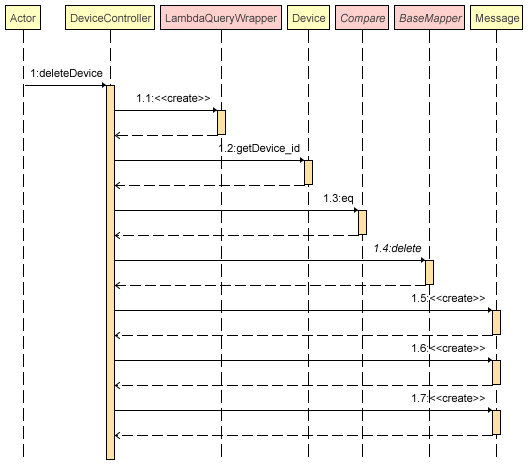 Actor
DeviceController
LambdaQueryWrapper
Device
Compare
BaseMapper
Message
1:deleteDevice
1.1:<<create>>
1.2:getDevice_id
1.3:eq
1.4:delete
1.5:<<create>>
1.6:<<create>>
1.7:<<create>>